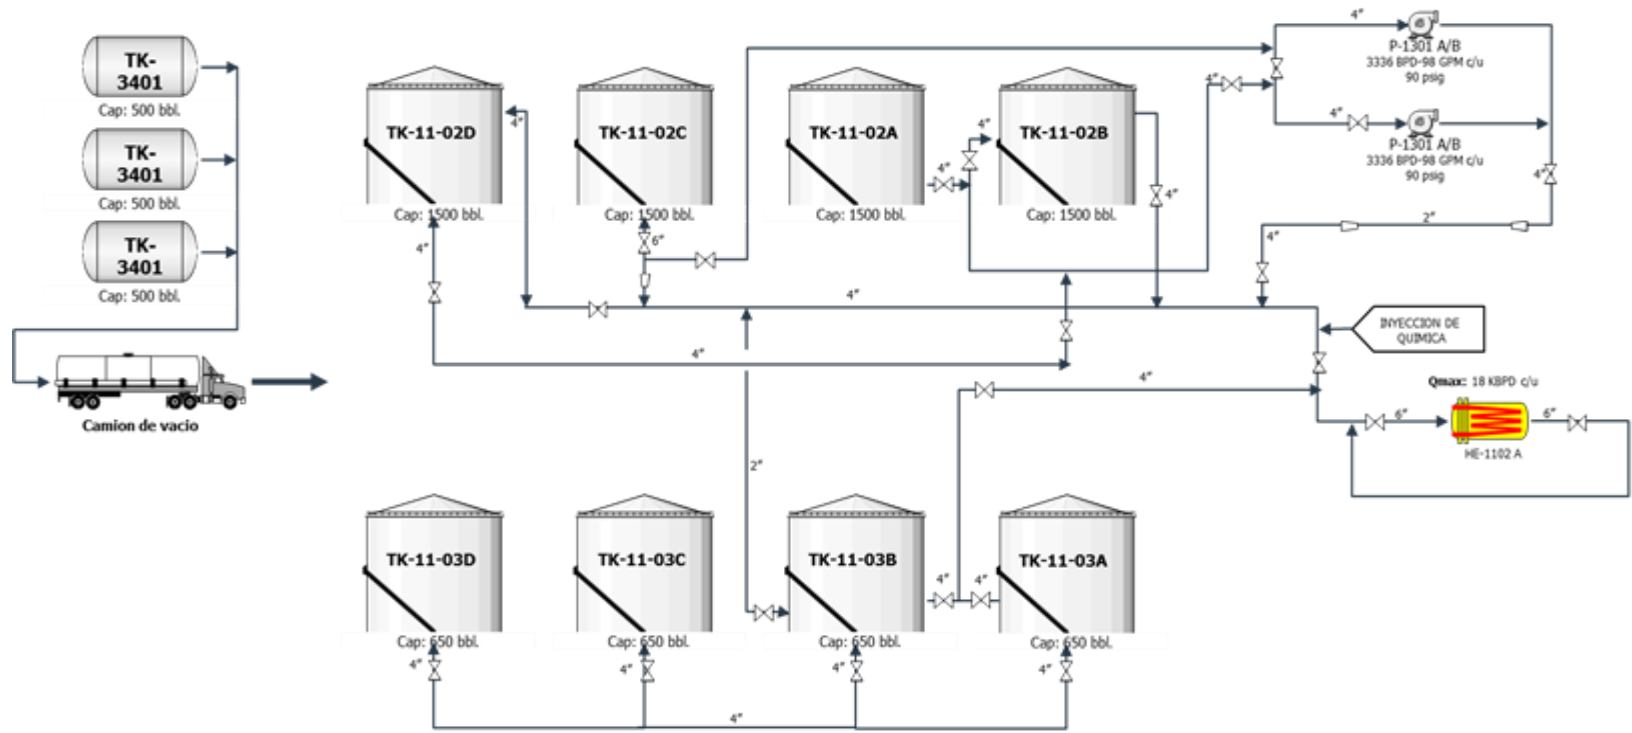 TK-
3401
Cap: 500 bbl.
TK-
3401
Cap: 500 bbl.
TK-
3401
Cap: 500 bbl.
Camion de vacio
TK-11-02D
Cap: 1500 bbl.
TK-11-02C
Cap: 1500 bbl.
TK-11-02A
Cap: 1500 bbl.
TK-11-02B
Cap: 1500 bbl.
4"
4"
6"
4"
4"
4"
4"
4"
4"
P-1301 A/B
3336 BPD-98 GPM c/u
90 psig
4"
P-1301 A/B
3336 BPD-98 GPM c/u
90 psig
4"
2"
4"
4"
4"
4"
2"
INYECCION DE
QUIMICA
Qmax: 18 KBPD c/u
6"
6"
HE-1102 A
TK-11-03D
Cap: 650 bbl.
TK-11-03C
Cap: 650 bbl.
TK-11-03B
Cap: 650 bbl.
TK-11-03A
Cap: 650 bbl.
4"
4"
4"
4"
4"
4"
4"